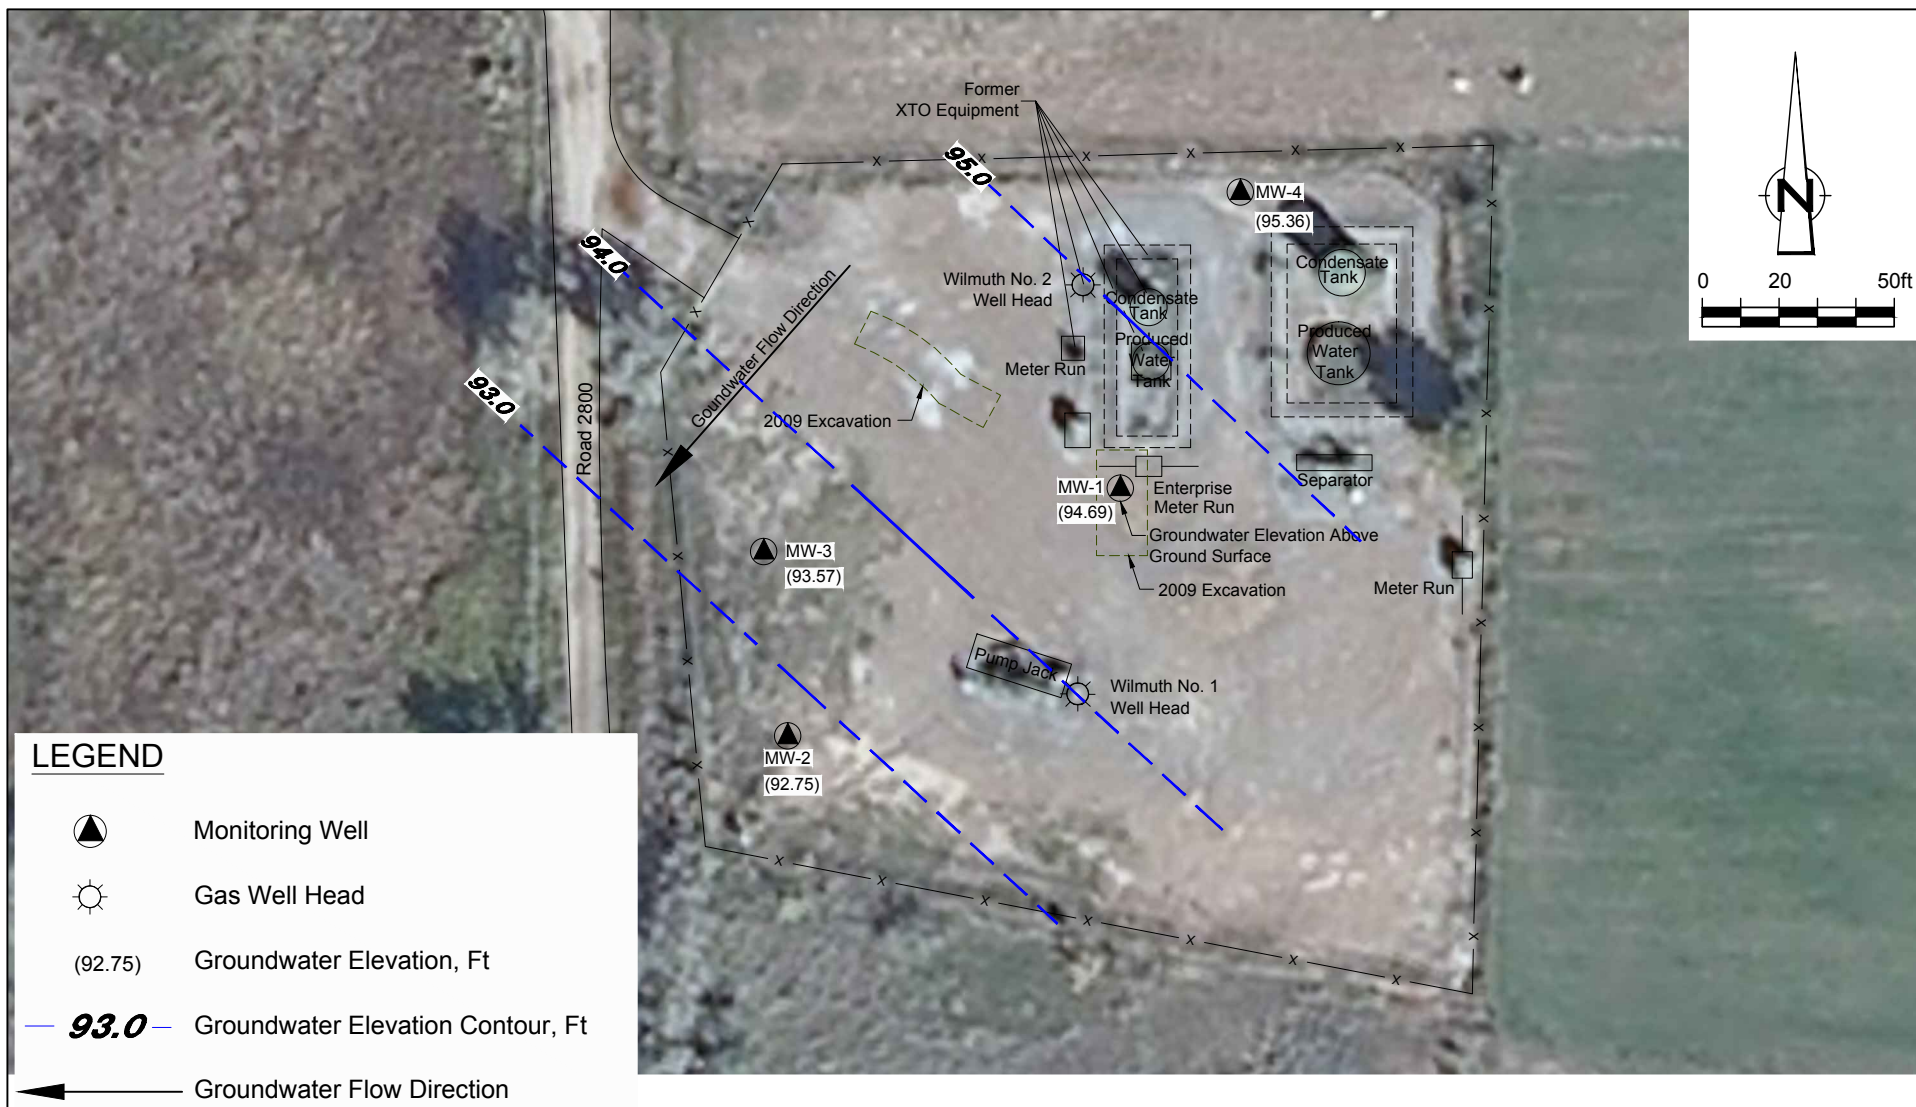 Former
XTO Equipment
95.0
MW-4
(95.36)
N
0 20 50ft
94.0
Goundwater Flow Direction
Wilmuth No. 2
Well Head
Condensate
Tank
Condensate
Tank
Produced
Water
Tank
Produced
Water
Tank
Meter Run
93.0
Road 2800
2009 Excavation
Separator
MW-1
(94.69)
Enterprise
Meter Run
Groundwater Elevation Above
Ground Surface
2009 Excavation
Meter Run
MW-3
(93.57)
Pump Jack
Wilmuth No. 1
Well Head
MW-2
(92.75)
LEGEND
Monitoring Well
Gas Well Head
(92.75) Groundwater Elevation, Ft
93.0 Groundwater Elevation Contour, Ft
Groundwater Flow Direction